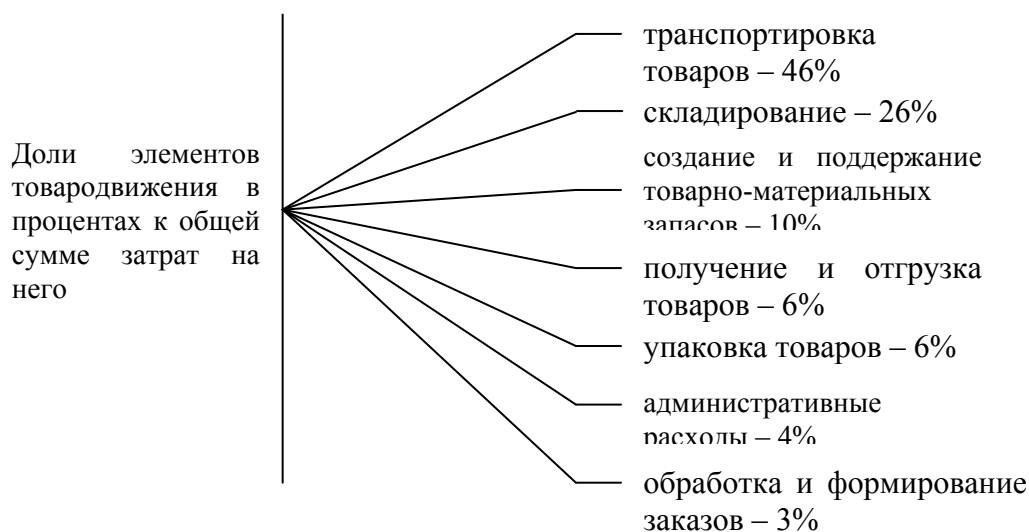 Доли элементов
товародвижения в
процентах к общей
сумме затрат на
него
транспортировка
товаров – 46%
складирование – 26%
создание и поддержание
товарно-материальных
запасов – 10%
получение и отгрузка
товаров – 6%
упаковка товаров – 6%
административные
расходы – 4%
обработка и формирование
заказов – 3%